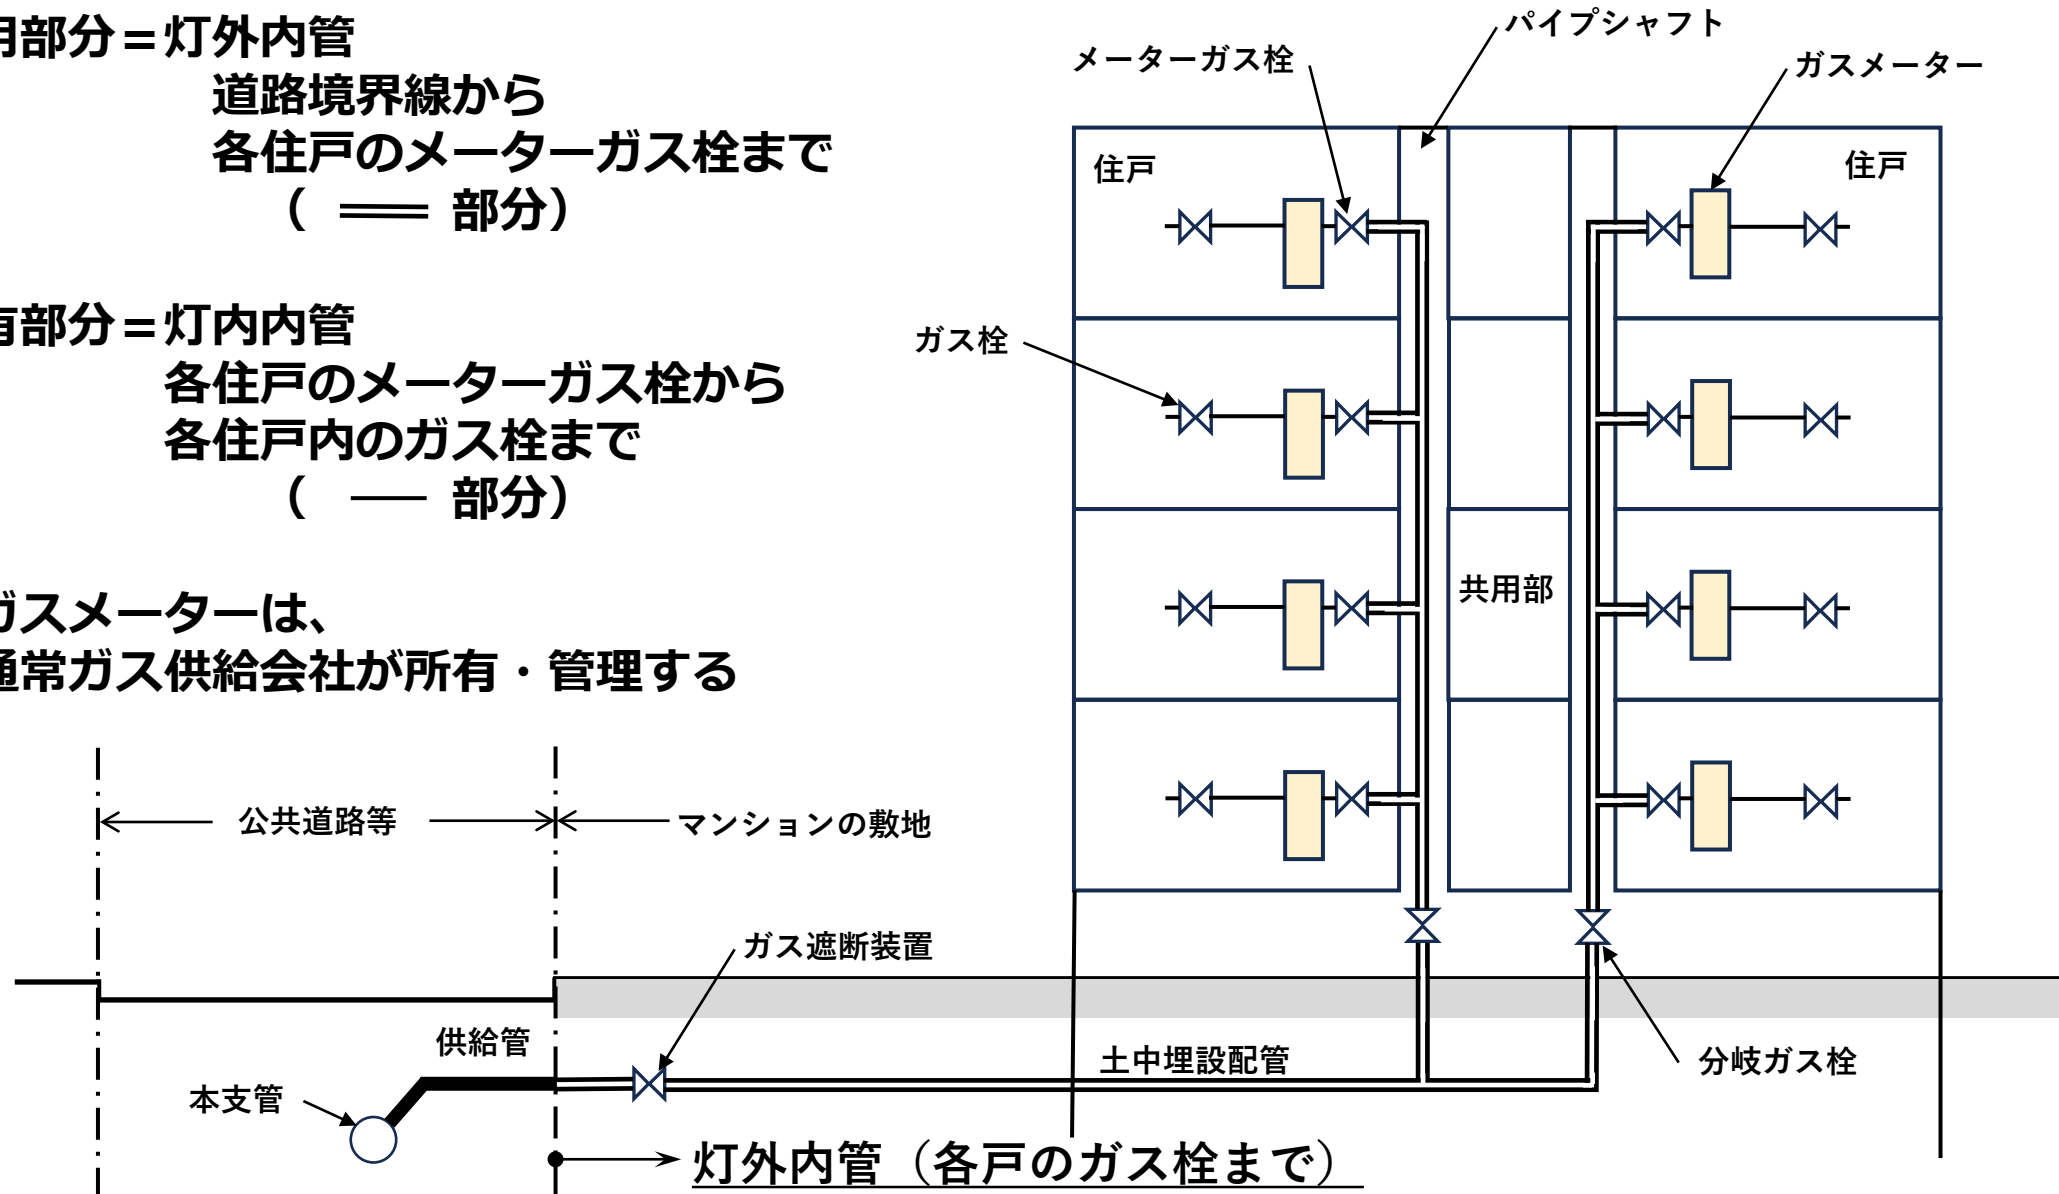 用部分＝灯外内管
道路境界線から
各住戸のメーターガス栓まで
（　　部分）
有部分＝灯内内管
各住戸のメーターガス栓から
各住戸内のガス栓まで
（　　部分）
ガスメーターは、
通常ガス供給会社が所有・管理する
パイプシャフト
メーターガス栓
ガスメーター
住戸
住戸
ガス栓
共用部
公共道路等
マンションの敷地
ガス遮断装置
供給管
本支管
土中埋設配管
分岐ガス栓
灯外内管（各戸のガス栓まで）